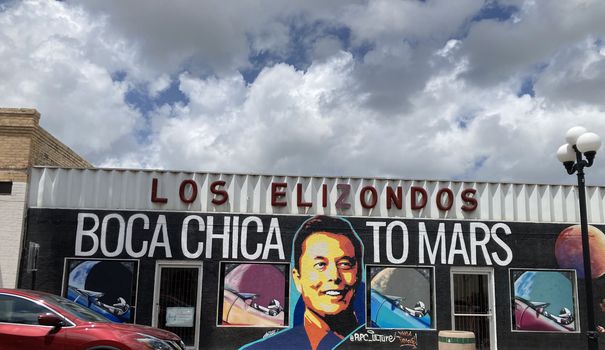 LOS ELIZONDOS
BOCA CHICA TO MARS